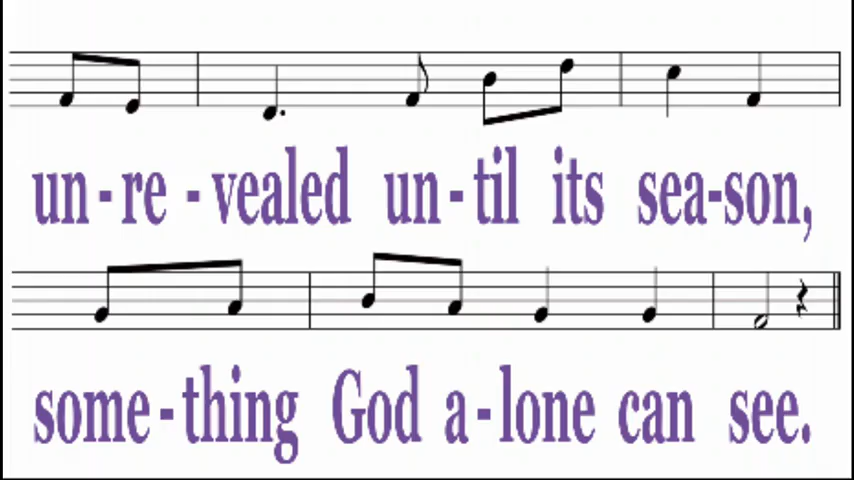 un - re - vealed un - til its sea-son,
some - thing God a - lone can see.